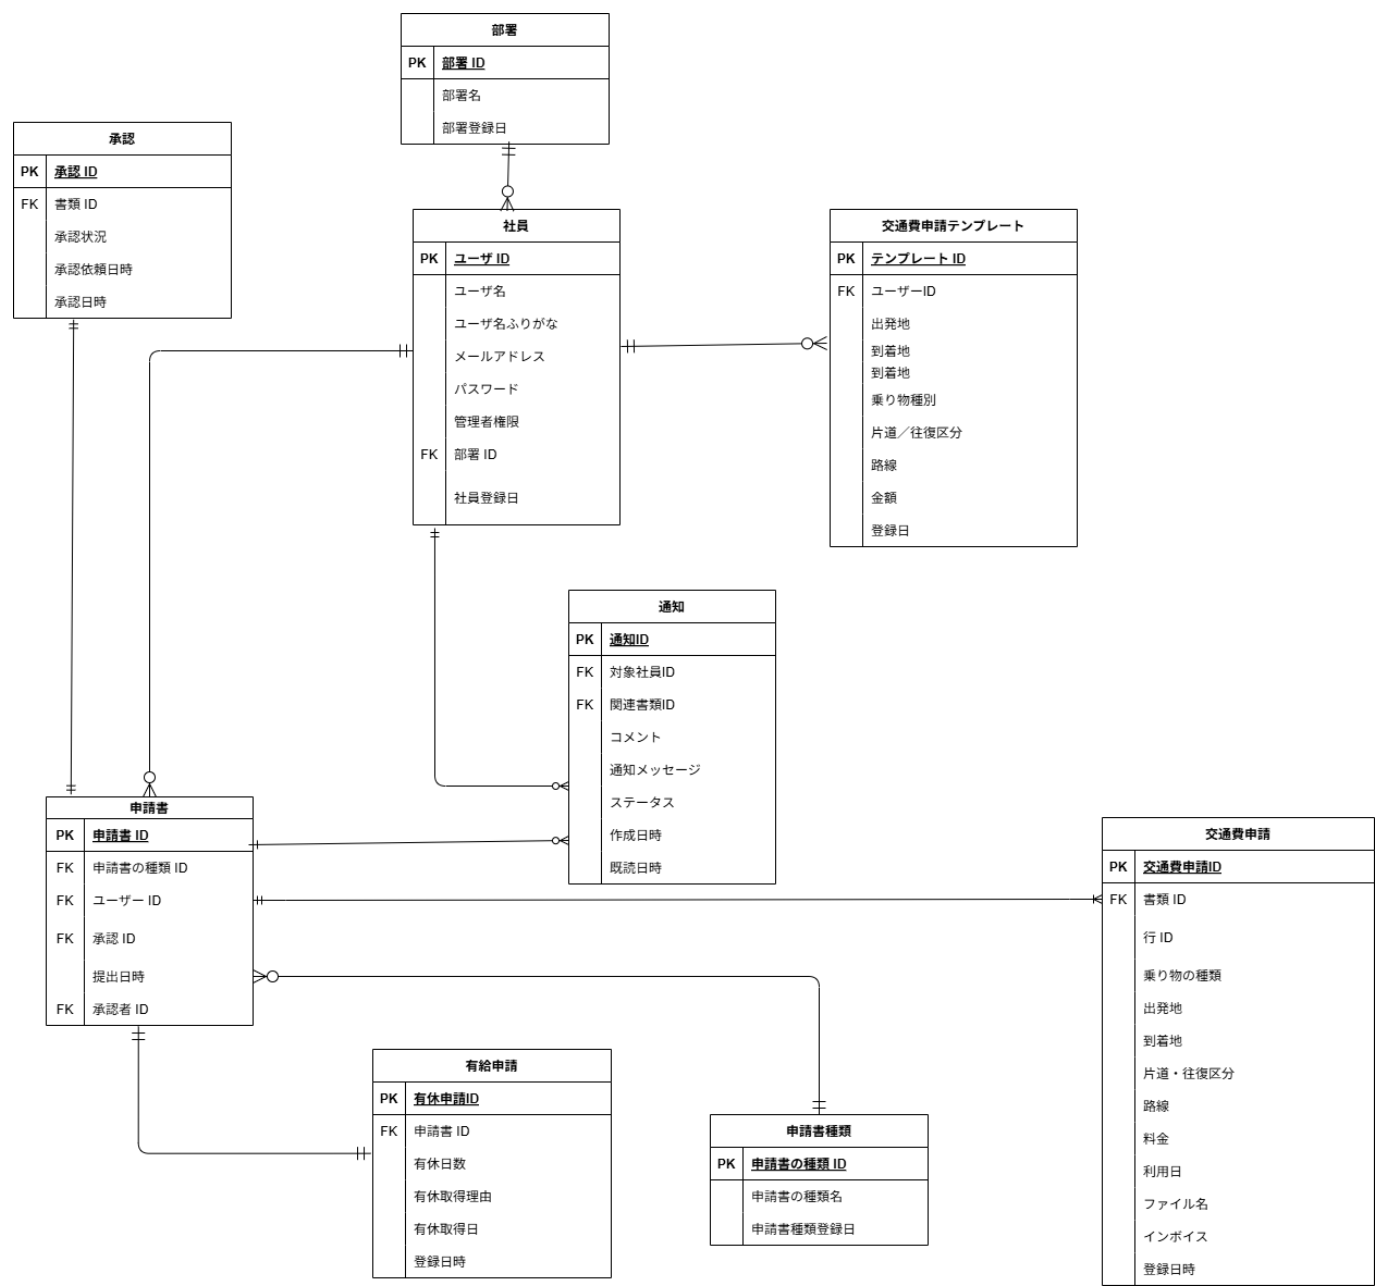 部署
PK 部署 ID
部署名
部署登録日
承認
PK 承認 ID
FK 書類 ID
承認状況
承認依頼日時
承認日時
社員
PK ユーザ ID
ユーザ名
ユーザ名ふりがな
メールアドレス
パスワード
管理者権限
FK 部署 ID
社員登録日
交通費申請テンプレート
PK テンプレート ID
FK ユーザーID
出発地
到着地
到着地
乗り物種別
片道／往復区分
路線
金額
登録日
通知
PK 通知ID
FK 対象社員ID
FK 関連書類ID
コメント
通知メッセージ
ステータス
作成日時
既読日時
申請書
PK 申請書 ID
FK 申請書の種類 ID
FK ユーザー ID
FK 承認 ID
提出日時
FK 承認者 ID
交通費申請
PK 交通費申請ID
FK 書類 ID
行 ID
乗り物の種類
出発地
到着地
片道・往復区分
路線
料金
利用日
ファイル名
インボイス
登録日時
有給申請
PK 有休申請ID
FK 申請書 ID
有休日数
有休取得理由
有休取得日
登録日時
申請書種類
PK 申請書の種類 ID
申請書の種類名
申請書種類登録日